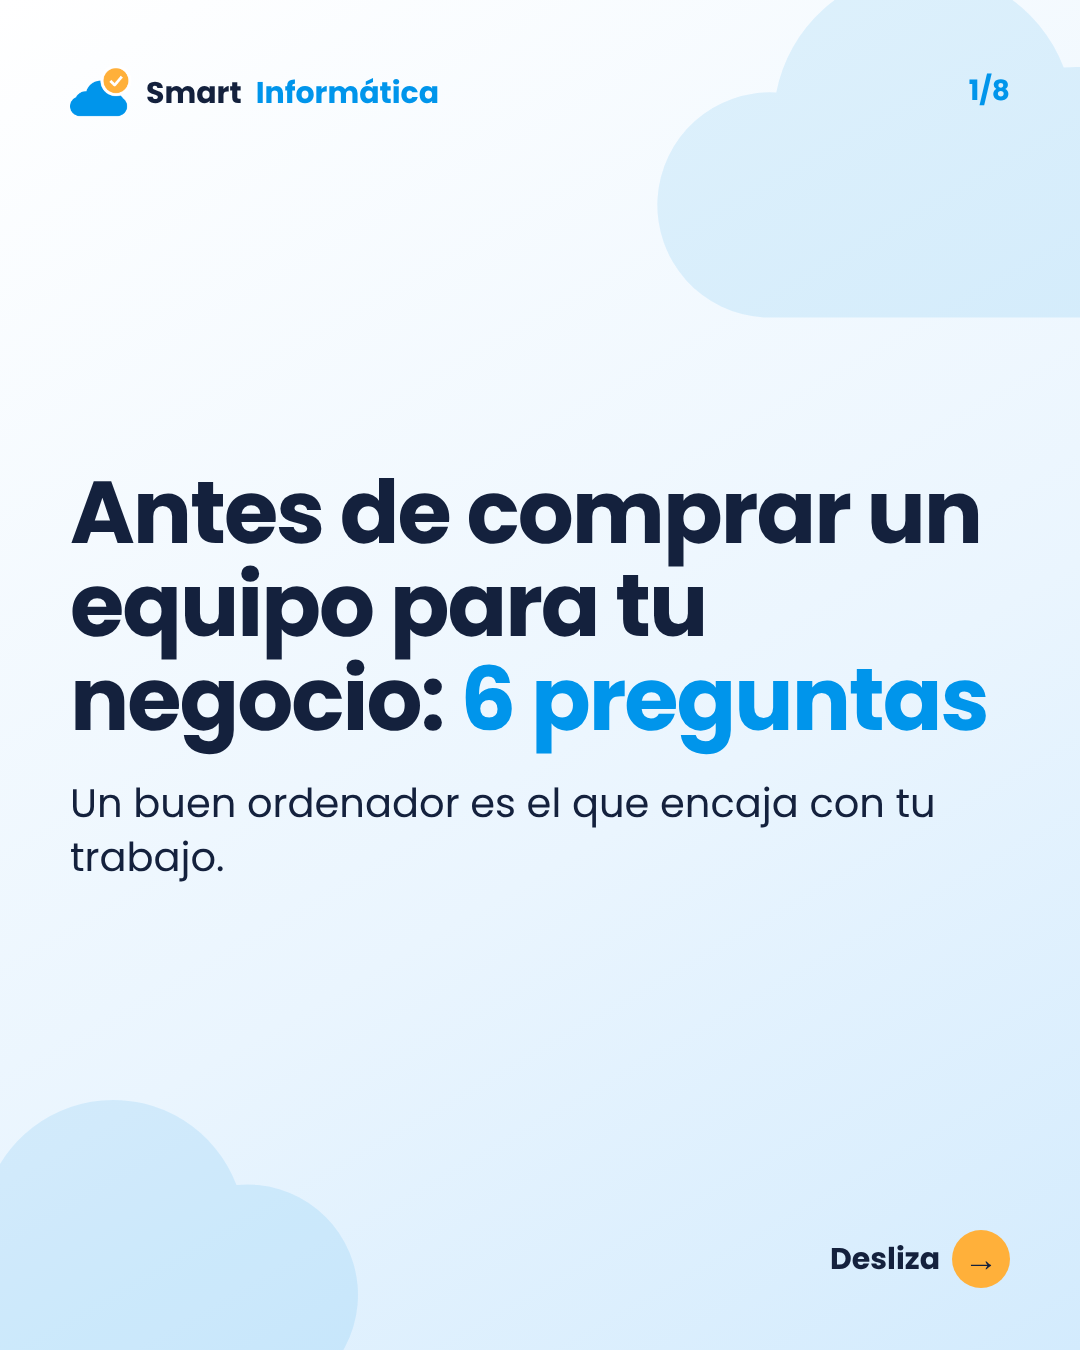 Smart Informática
1/8
Antes de comprar un
equipo para tu
negocio: 6 preguntas
Un buen ordenador es el que encaja con tu
trabajo.
Desliza →